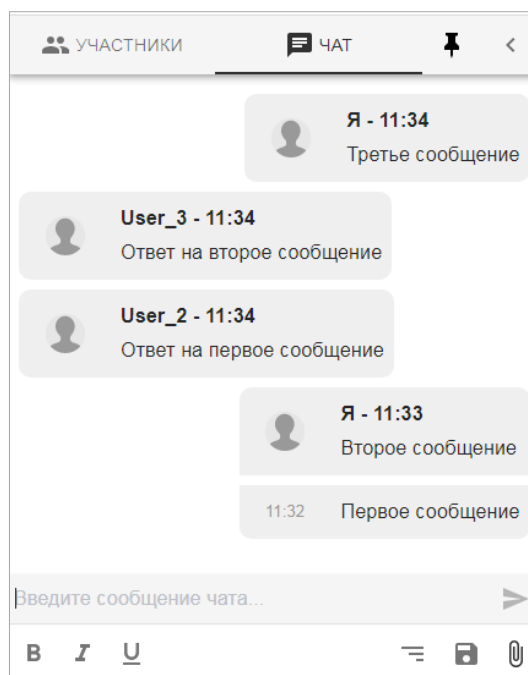 УЧАСТНИКИ
ЧАТ
Я - 11:34
Третье сообщение
User_3 - 11:34
Ответ на второе сообщение
User_2 - 11:34
Ответ на первое сообщение
Я - 11:33
Второе сообщение
11:32 Первое сообщение
Введите сообщение чата...
B I U